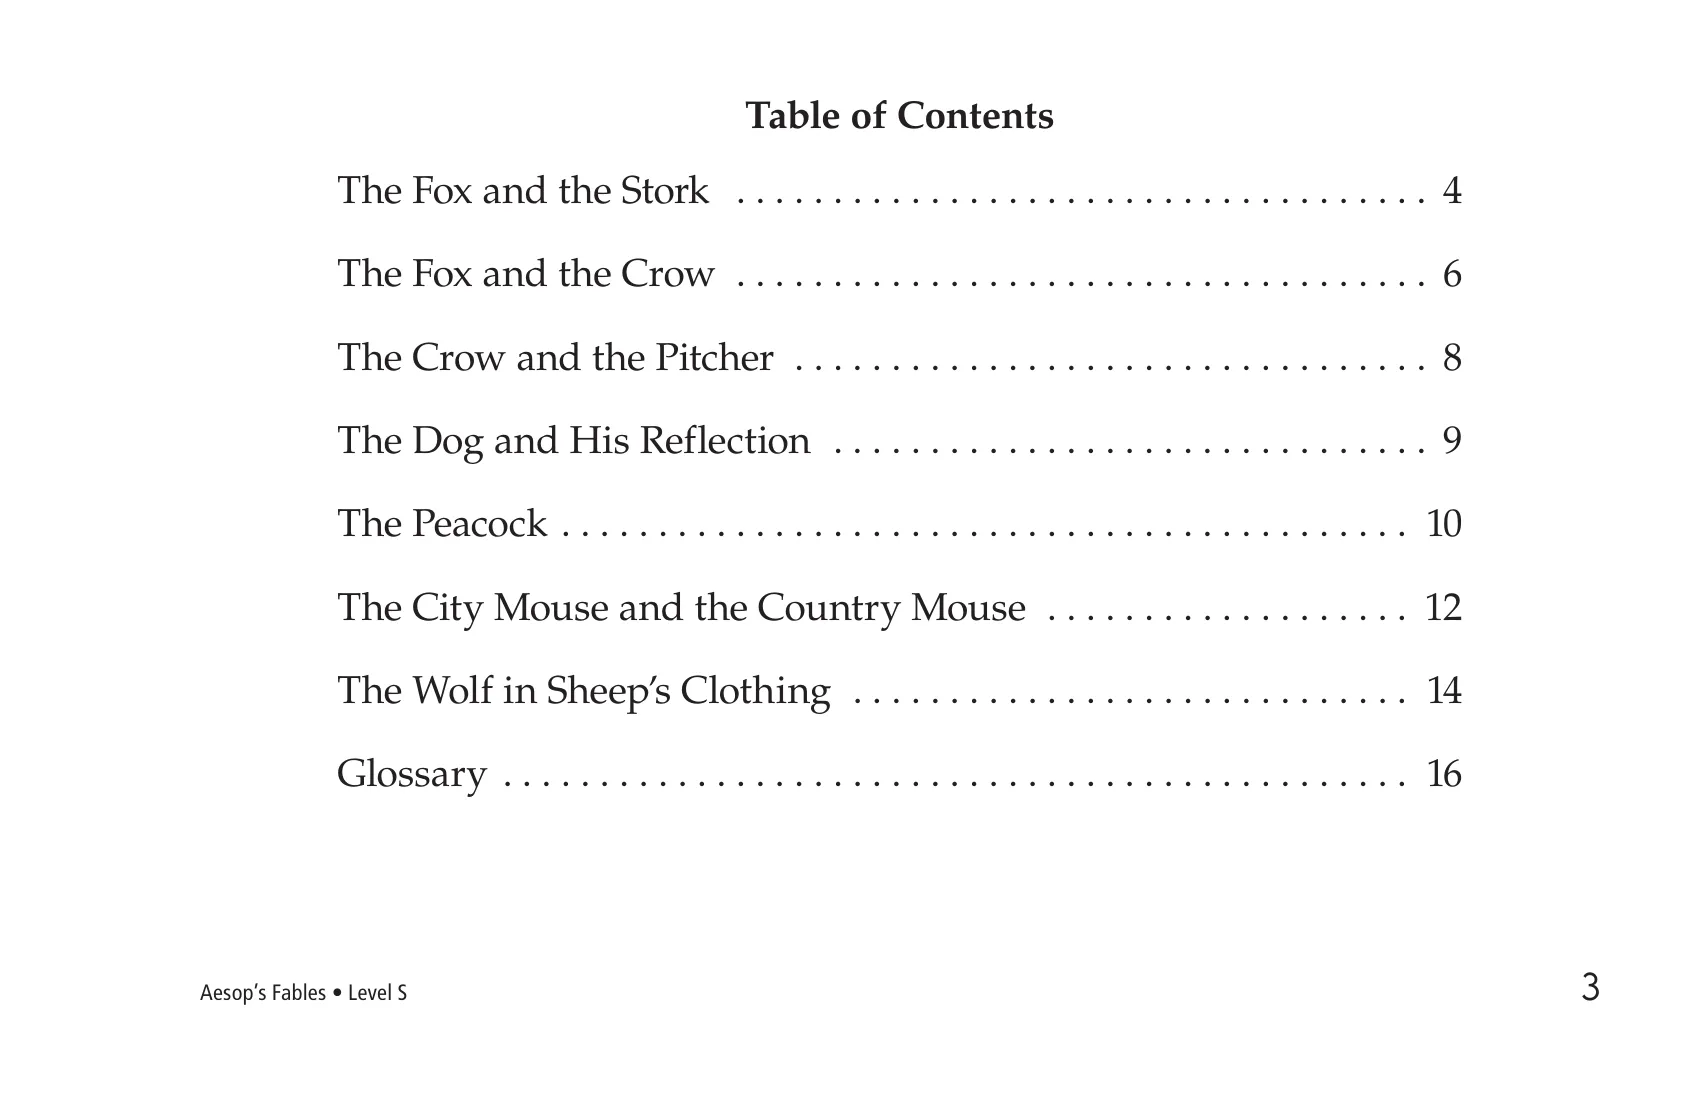 Table of Contents
The Fox and the Stork . . . . . . . . . . . . . . . . . . . . . . . . . . . . . . . . . . . . 4
The Fox and the Crow . . . . . . . . . . . . . . . . . . . . . . . . . . . . . . . . . . . . 6
The Crow and the Pitcher . . . . . . . . . . . . . . . . . . . . . . . . . . . . . . . . . 8
The Dog and His Reflection . . . . . . . . . . . . . . . . . . . . . . . . . . . . . . . 9
The Peacock . . . . . . . . . . . . . . . . . . . . . . . . . . . . . . . . . . . . . . . . . . . . 10
The City Mouse and the Country Mouse . . . . . . . . . . . . . . . . . . . 12
The Wolf in Sheep’s Clothing . . . . . . . . . . . . . . . . . . . . . . . . . . . . . 14
Glossary . . . . . . . . . . . . . . . . . . . . . . . . . . . . . . . . . . . . . . . . . . . . . . . 16
Aesop’s Fables • Level S
3